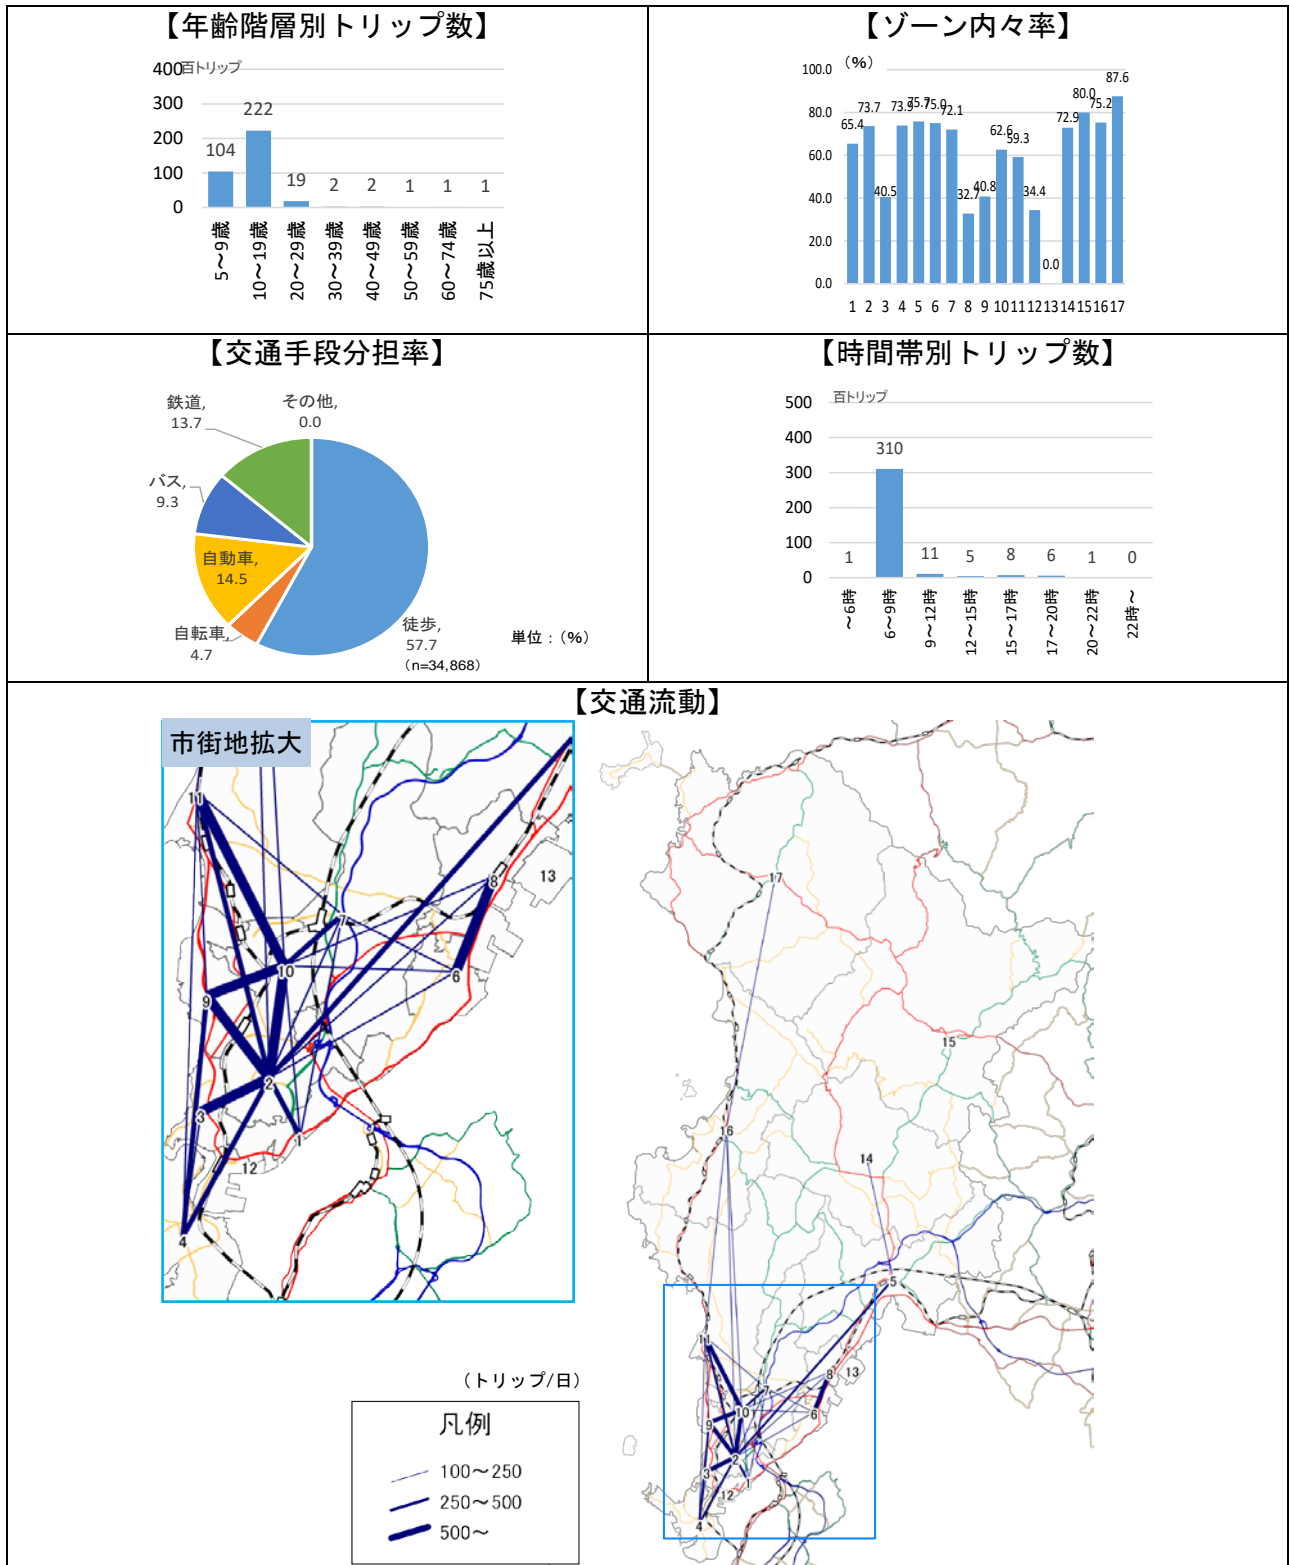 【年齢階層別トリップ数】
百トリップ
400
300
200
100
0
104
222
19
2
2
1
1
1
5～9歳
10～19歳
20～29歳
30～39歳
40～49歳
50～59歳
60～74歳
75歳以上
【ゾーン内々率】
(%)
100.0
80.0
60.0
40.0
20.0
0.0
65.4
73.7
40.5
73.9
75.7
75.0
72.1
32.7
40.8
62.6
59.3
34.4
0.0
72.9
80.0
75.2
87.6
1 2 3 4 5 6 7 8 9 10 11 12 13 14 15 16 17
【交通手段分担率】
鉄道,
13.7
その他,
0.0
バス,
9.3
自動車,
14.5
自転車,
4.7
徒歩,
57.7
(n=34,868)
単位：(%)
【時間帯別トリップ数】
百トリップ
500
400
300
200
100
0
1
310
11
5
8
6
1
0
～6時
6～9時
9～12時
12～15時
15～17時
17～20時
20～22時
22時～
【交通流動】
市街地拡大
11
8
13
7
10
6
9
2
3
1
12
4
17
15
16
14
5
11
8
13
7
10
6
9
2
3
1
12
4
(トリップ/日)
凡例
100～250
250～500
500～